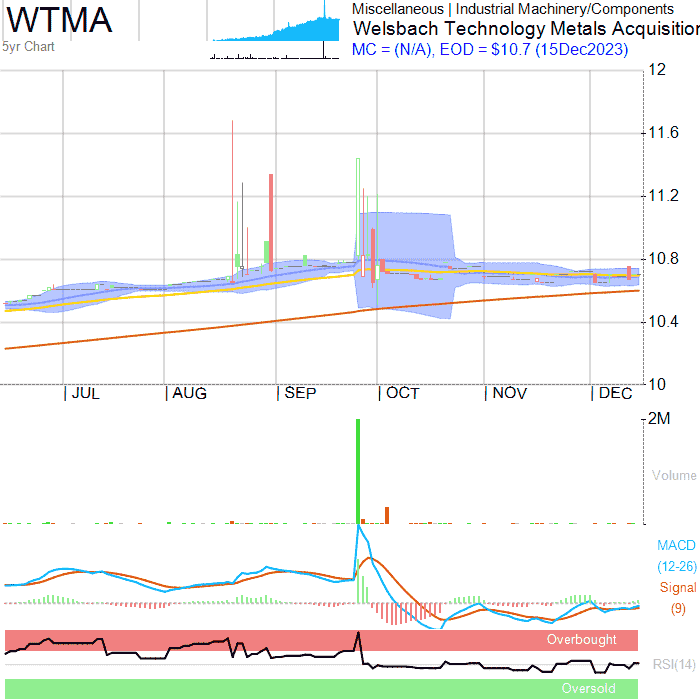 WTMA
5yr Chart
Miscellaneous | Industrial Machinery/Components
Welsbach Technology Metals Acquisition
MC = (N/A), EOD = $10.7 (15Dec2023)
12
11.6
11.2
10.8
10.4
10
JUL AUG SEP OCT NOV DEC
2M
Volume
MACD
(12-26)
Signal
(9)
Overbought
RSI(14)
Oversold